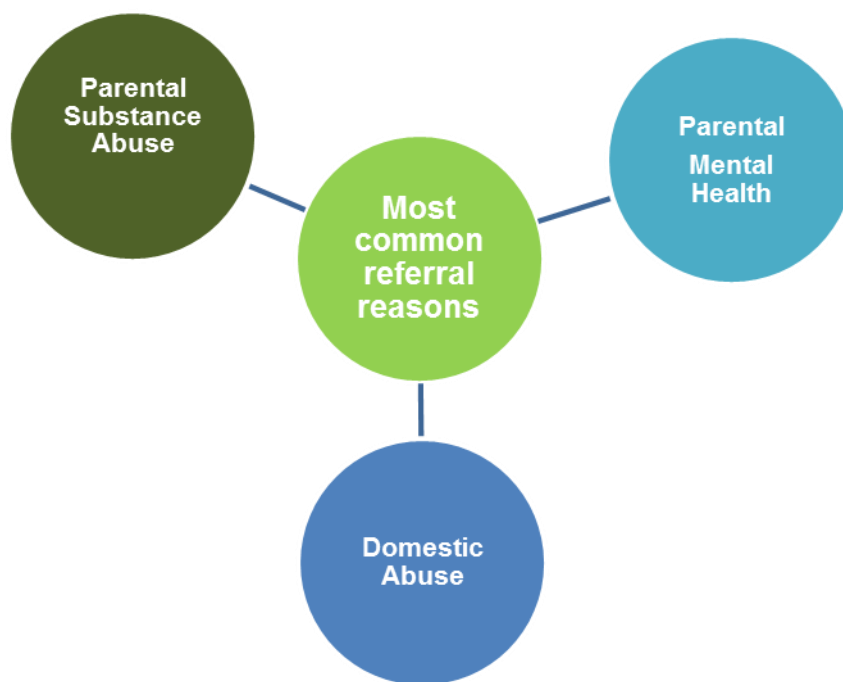 Parental
Substance
Abuse
Parental
Mental
Health
Most
common
referral
reasons
Domestic
Abuse